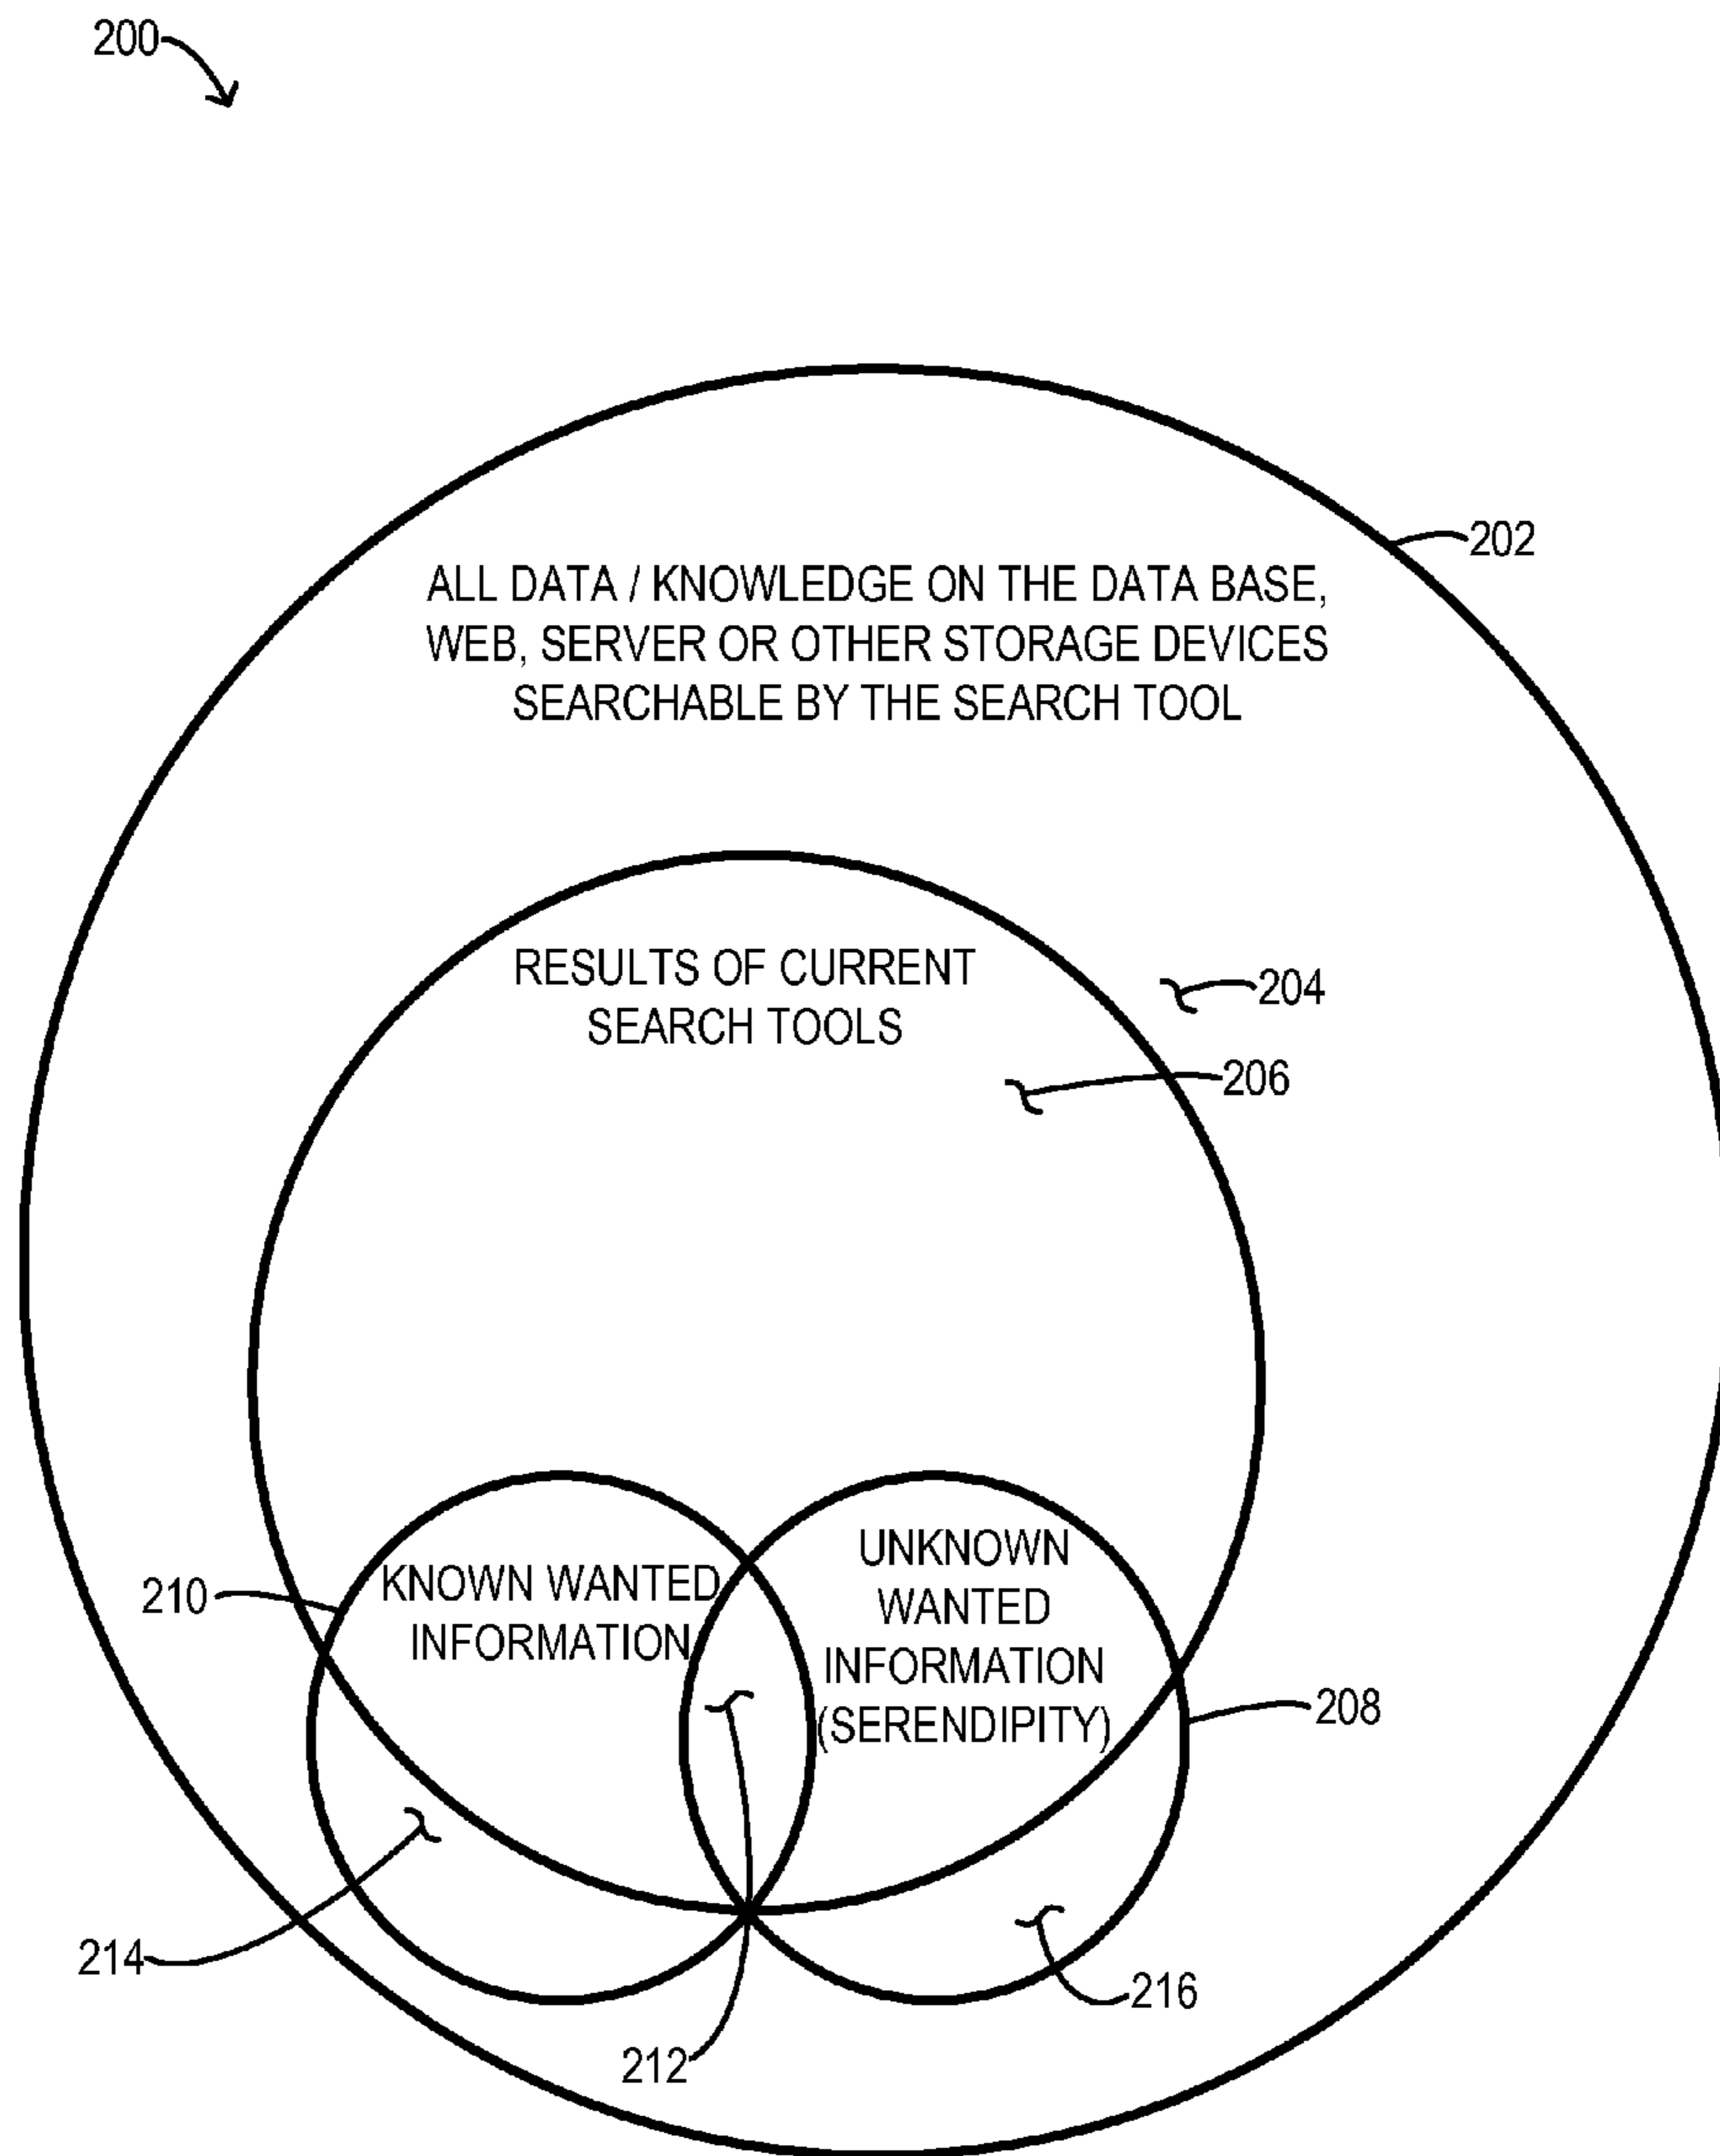 200
202
ALL DATA / KNOWLEDGE ON THE DATA BASE,
WEB, SERVER OR OTHER STORAGE DEVICES
SEARCHABLE BY THE SEARCH TOOL
RESULTS OF CURRENT
SEARCH TOOLS
204
206
KNOWN WANTED
INFORMATION
UNKNOWN
WANTED
INFORMATION
(SERENDIPITY)
210
208
214
216
212